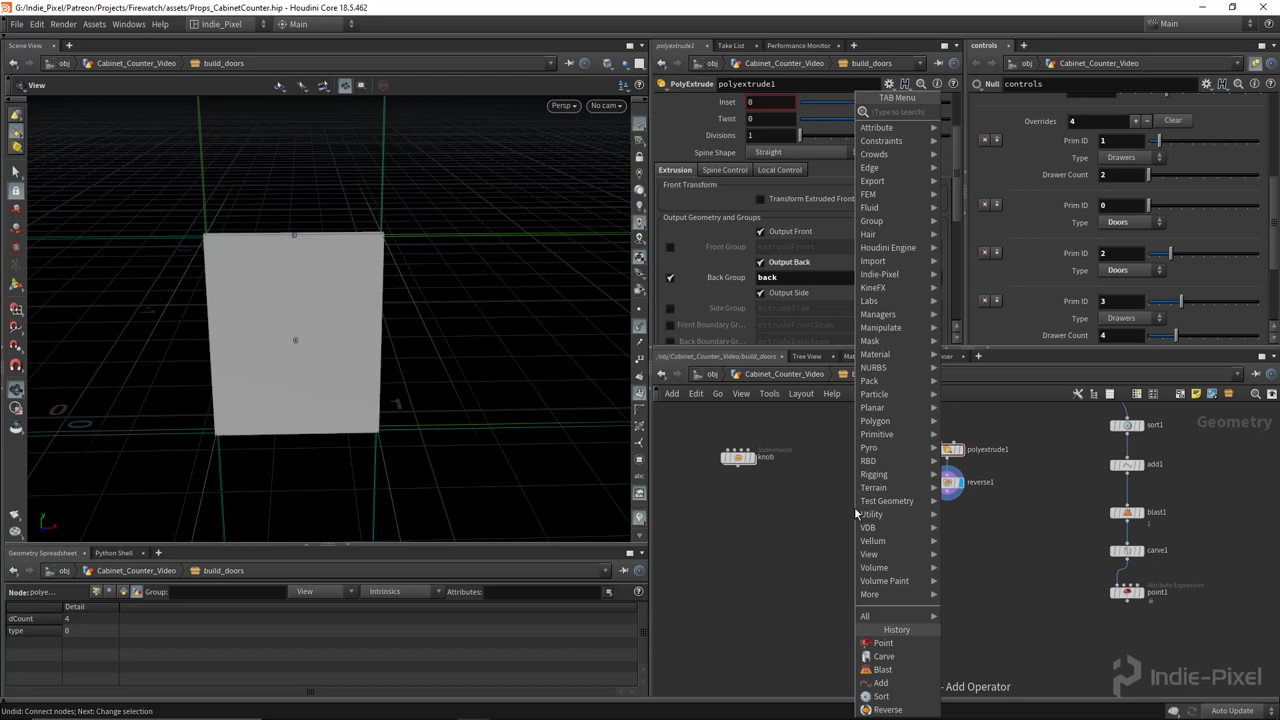 G:/Indie_Pixel/Patreon/Projects/Firewatch/assets/Props_CabinetCounter.hip - Houdini Core 18.5.462
File Edit Render Assets Windows Help Indie_Pixel Main Main
Scene View
obj Cabinet_Counter_Video build_doors
View
Persp No cam
polyextrude1 Take List Performance Monitor
obj Cabinet_Counter_Video build_doors
PolyExtrude polyextrude1
Inset 0
Twist 0
Divisions 1
Spine Shape Straight
Extrusion Spine Control Local Control
Front Transform
Transform Extruded Front
Output Geometry and Groups
Output Front
Front Group extrudeFront
Output Back
Back Group back
Output Side
Side Group extrudeSide
Front Boundary Gr... extrudeFrontSeam
Back Boundary Gr... extrudeBackSeam
controls
obj Cabinet_Counter_Video
Null controls
Overrides 4 Clear
Prim ID 1
Type Drawers
Drawer Count 2
Prim ID 0
Type Doors
Prim ID 2
Type Doors
Prim ID 3
Type Drawers
Drawer Count 4
/obj/Cabinet_Counter_Video/build_doors Tree View
obj Cabinet_Counter_Video
Add Edit Go View Tools Layout Help
Geometry
Subnetwork
knob
polyextrude1
reverse1
sort1
add1
blast1
carve1
Attribute Expression
point1
TAB Menu
(Type to search)
Attribute
Constraints
Crowds
Edge
Export
FEM
Fluid
Group
Hair
Houdini Engine
Import
Indie-Pixel
KineFX
Labs
Managers
Manipulate
Mask
Material
NURBS
Pack
Particle
Planar
Polygon
Primitive
Pyro
RBD
Rigging
Terrain
Test Geometry
Utility
VDB
Vellum
View
Volume
Volume Paint
More
All
History
Point
Carve
Blast
Add
Sort
Reverse
- Add Operator
Indie-Pixel
Geometry Spreadsheet Python Shell
obj Cabinet_Counter_Video build_doors
Node: polye... Group: View Intrinsics Attributes:
Detail
dCount 4
type 0
Undid: Connect nodes; Next: Change selection
Auto Update